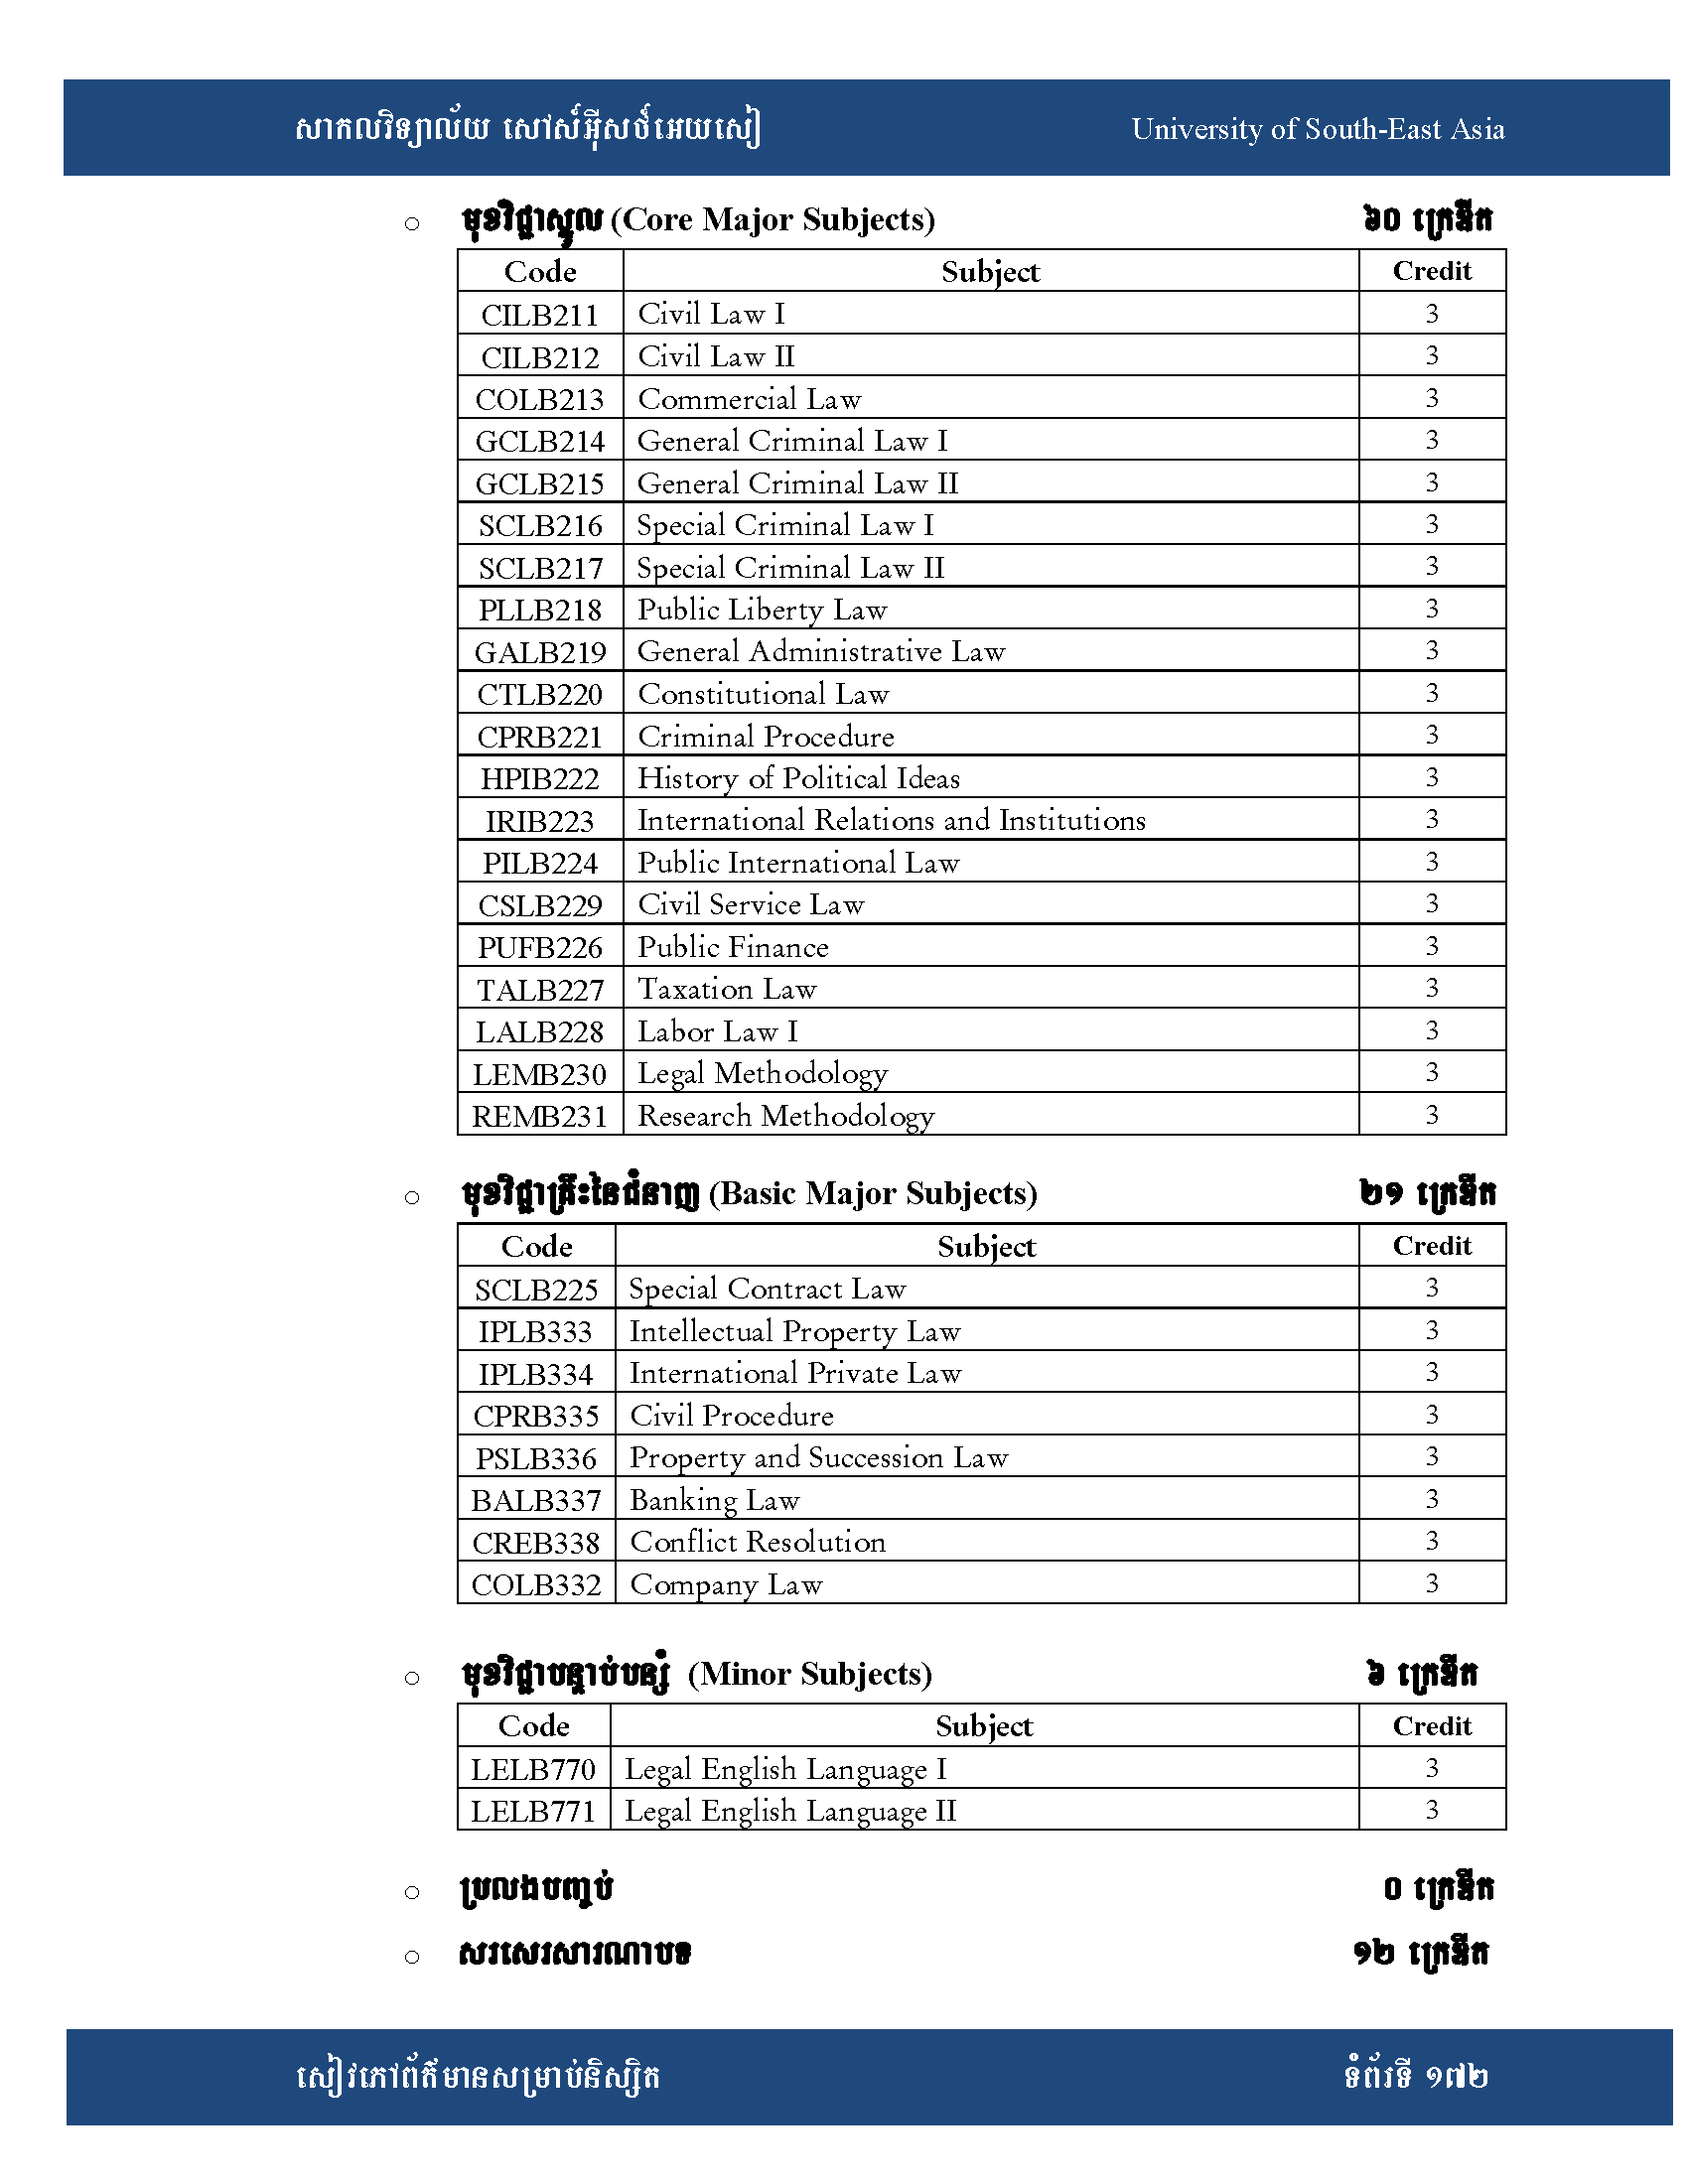 សាកលវិទ្យាល័យ សៅស៍អ៊ីសថ៍អេយសៀ University of South-East Asia
○ មុខវិជ្ជាស្នូល (Core Major Subjects) ៦០ ក្រេឌីត
Code Subject Credit
CILB211 Civil Law I 3
CILB212 Civil Law II 3
COLB213 Commercial Law 3
GCLB214 General Criminal Law I 3
GCLB215 General Criminal Law II 3
SCLB216 Special Criminal Law I 3
SCLB217 Special Criminal Law II 3
PLLB218 Public Liberty Law 3
GALB219 General Administrative Law 3
CTLB220 Constitutional Law 3
CPRB221 Criminal Procedure 3
HPIB222 History of Political Ideas 3
IRIB223 International Relations and Institutions 3
PILB224 Public International Law 3
CSLB229 Civil Service Law 3
PUFB226 Public Finance 3
TALB227 Taxation Law 3
LALB228 Labor Law I 3
LEMB230 Legal Methodology 3
REMB231 Research Methodology 3
○ មុខវិជ្ជាគ្រឹះនៃជំនាញ (Basic Major Subjects) ២១ ក្រេឌីត
Code Subject Credit
SCLB225 Special Contract Law 3
IPLB333 Intellectual Property Law 3
IPLB334 International Private Law 3
CPRB335 Civil Procedure 3
PSLB336 Property and Succession Law 3
BALB337 Banking Law 3
CREB338 Conflict Resolution 3
COLB332 Company Law 3
○ មុខវិជ្ជាបន្ទាប់បន្សំ (Minor Subjects) ៦ ក្រេឌីត
Code Subject Credit
LELB770 Legal English Language I 3
LELB771 Legal English Language II 3
○ ប្រលងបញ្ចប់ ០ ក្រេឌីត
○ សរសេរសារណាបទ ១២ ក្រេឌីត
សៀវភៅព័ត៌មានសម្រាប់និស្សិត ទំព័រទី ១៧២